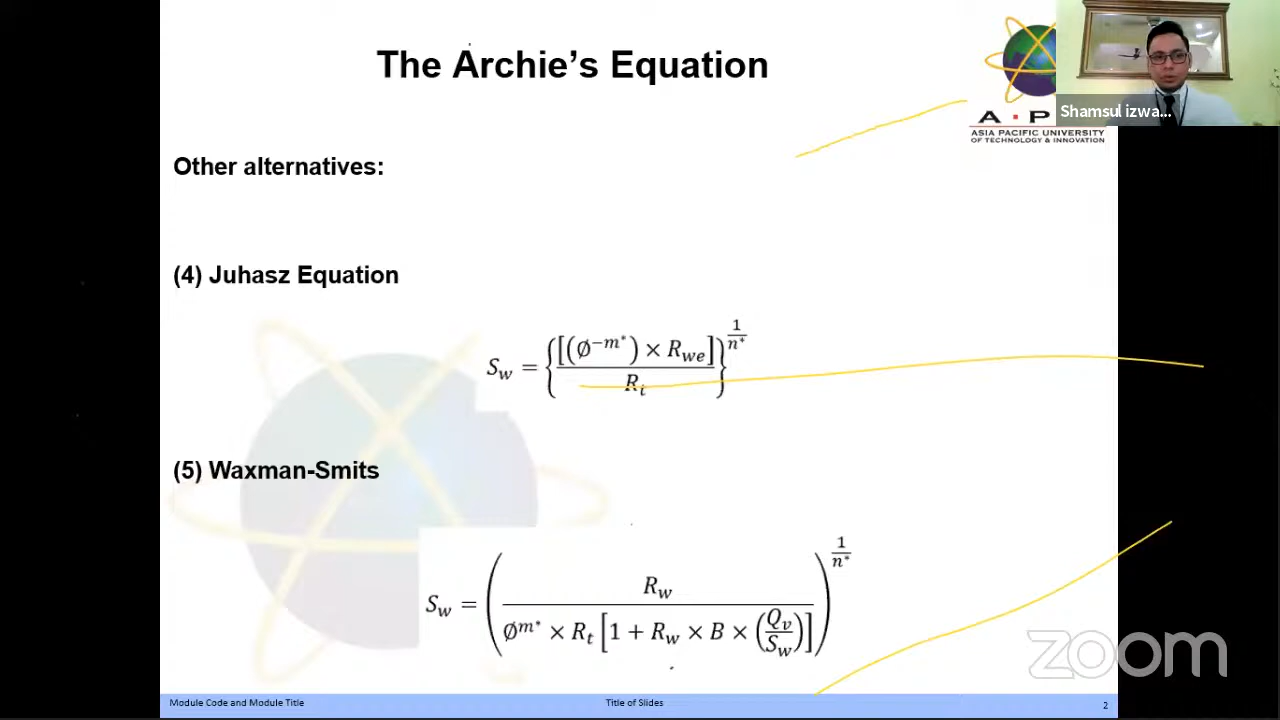 The Archie's Equation
A · P
Shamsul izwa...
ASIA PACIFIC UNIVERSITY
OF TECHNOLOGY & INNOVATION
Other alternatives:
(4) Juhasz Equation
S_w = {[(∅^{-m*}) × R_{we}] / R_t}^{1/n*}
(5) Waxman-Smits
S_w = (R_w / (∅^{m*} × R_t [1 + R_w × B × (Q_v / S_w)]))^{1/n*}
zoom
Module Code and Module Title
Title of Slides
2